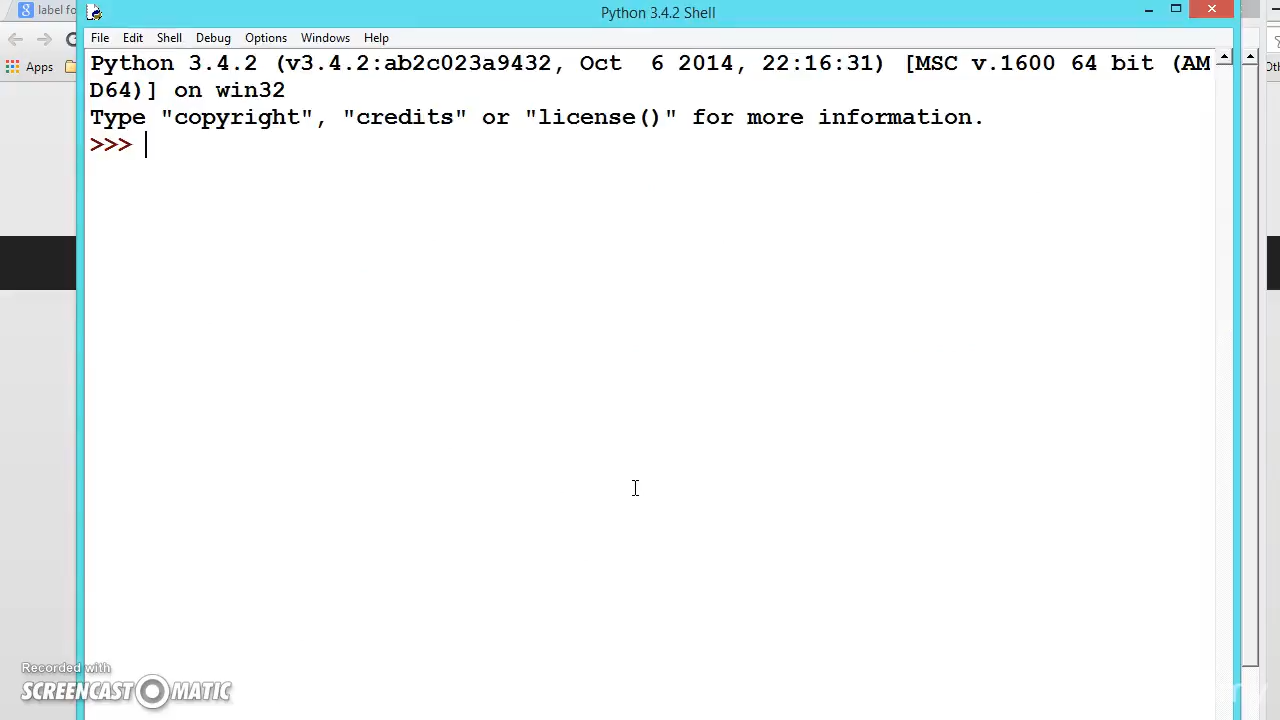 label fo
Python 3.4.2 Shell
File Edit Shell Debug Options Windows Help
Apps
Python 3.4.2 (v3.4.2:ab2c023a9432, Oct  6 2014, 22:16:31) [MSC v.1600 64 bit (AM
D64)] on win32
Type "copyright", "credits" or "license()" for more information.
>>>
Recorded with
SCREENCAST MATIC